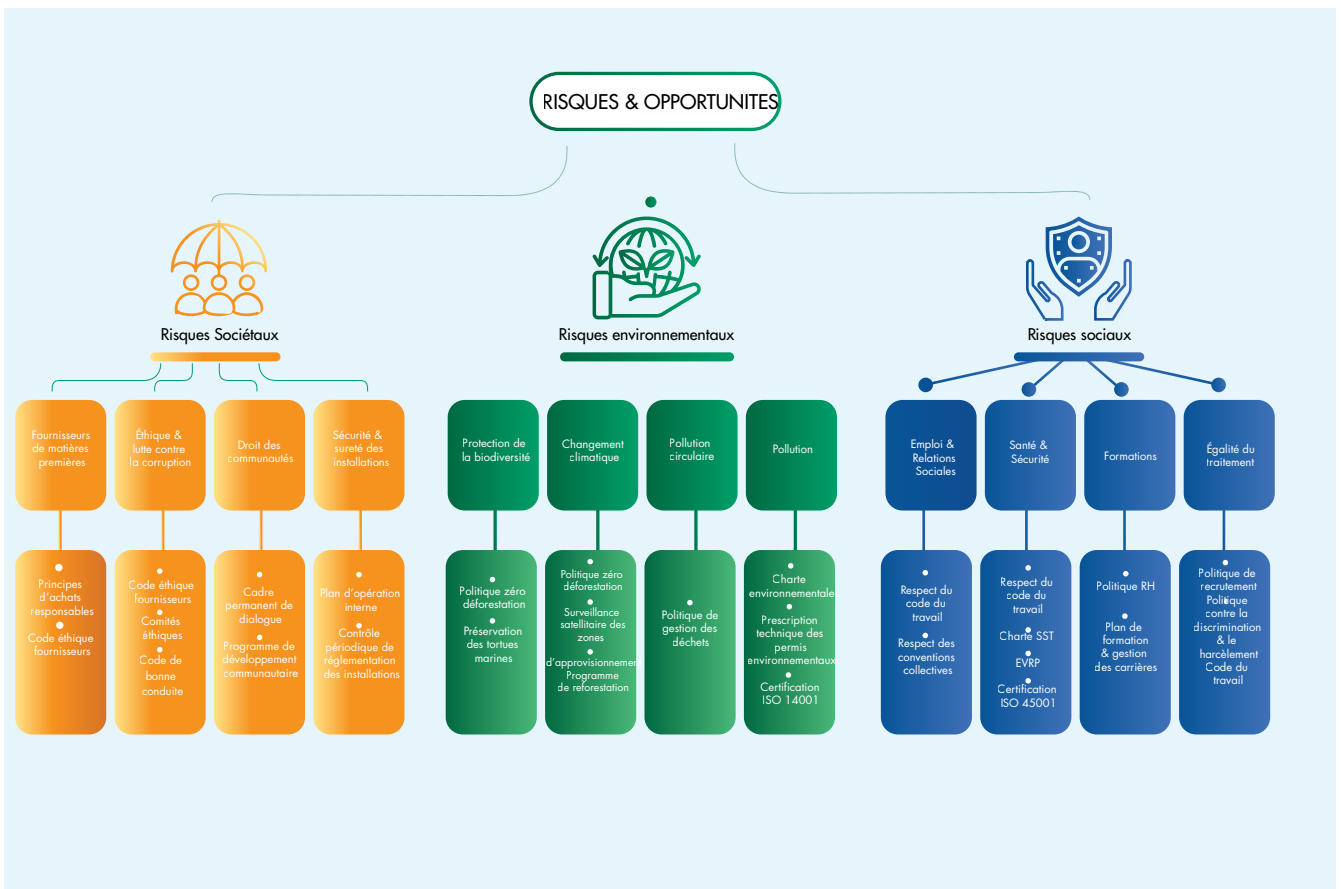 RISQUES & OPPORTUNITES
Risques Sociétaux
Fournisseurs
de matières
premières
Éthique &
lutte contre
la corruption
Droit des
communautés
Sécurité &
sureté des
installations
Principes
d'achats
responsables
Code éthique
fournisseurs
Code éthique
fournisseurs
Comités
éthiques
Code de
bonne
conduite
Cadre
permanent de
dialogue
Programme de
développement
communautaire
Plan d'opération
interne
Contrôle
périodique de
réglementation
des installations
Risques environnementaux
Protection de
la biodiversité
Changement
climatique
Pollution
circulaire
Pollution
Politique zéro
déforestation
Préservation
des tortues
marines
Politique zéro
déforestation
Surveillance
satellitaire des
zones
d'approvisionnement
Programme
de reforestation
Politique de
gestion des
déchets
Charte
environnementale
Prescription
technique des
permis
environnementaux
Certification
ISO 14001
Risques sociaux
Emploi &
Relations
Sociales
Santé &
Sécurité
Formations
Égalité du
traitement
Respect du
code du
travail
Respect des
conventions
collectives
Respect du
code du
travail
Charte SST
EVRP
Certification
ISO 45001
Politique RH
Plan de
formation
& gestion
des carrières
Politique de
recrutement
Politique
contre la
discrimination
& le
harcèlement
Code du
travail